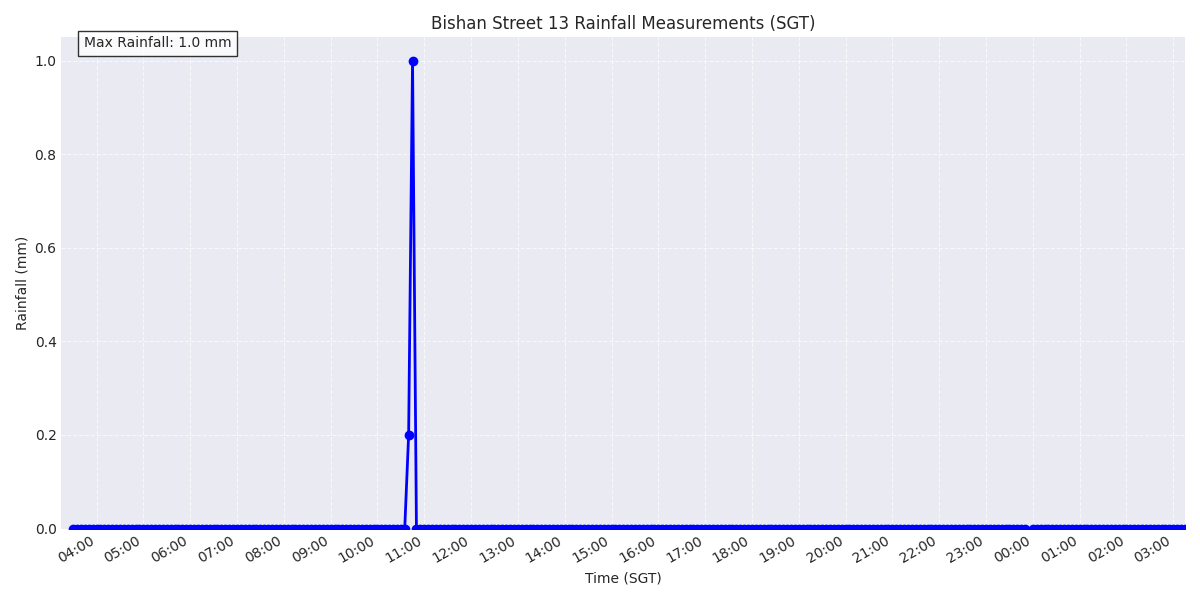 Bishan Street 13 Rainfall Measurements (SGT)
Max Rainfall: 1.0 mm
1.0
0.8
0.6
0.4
0.2
0.0
Rainfall (mm)
04:00 05:00 06:00 07:00 08:00 09:00 10:00 11:00 12:00 13:00 14:00 15:00 16:00 17:00 18:00 19:00 20:00 21:00 22:00 23:00 00:00 01:00 02:00 03:00
Time (SGT)